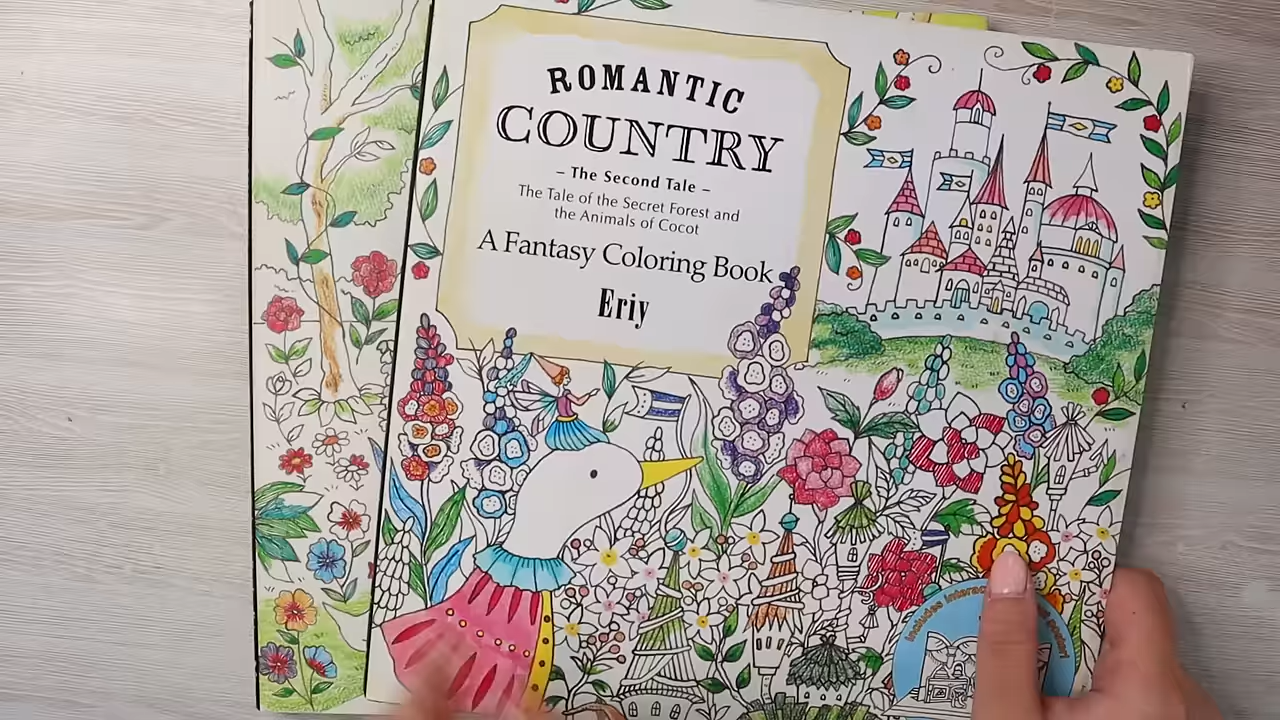 ROMANTIC
COUNTRY
– The Second Tale –
The Tale of the Secret Forest and
the Animals of Cocot
A Fantasy Coloring Book
Eriy
Includes